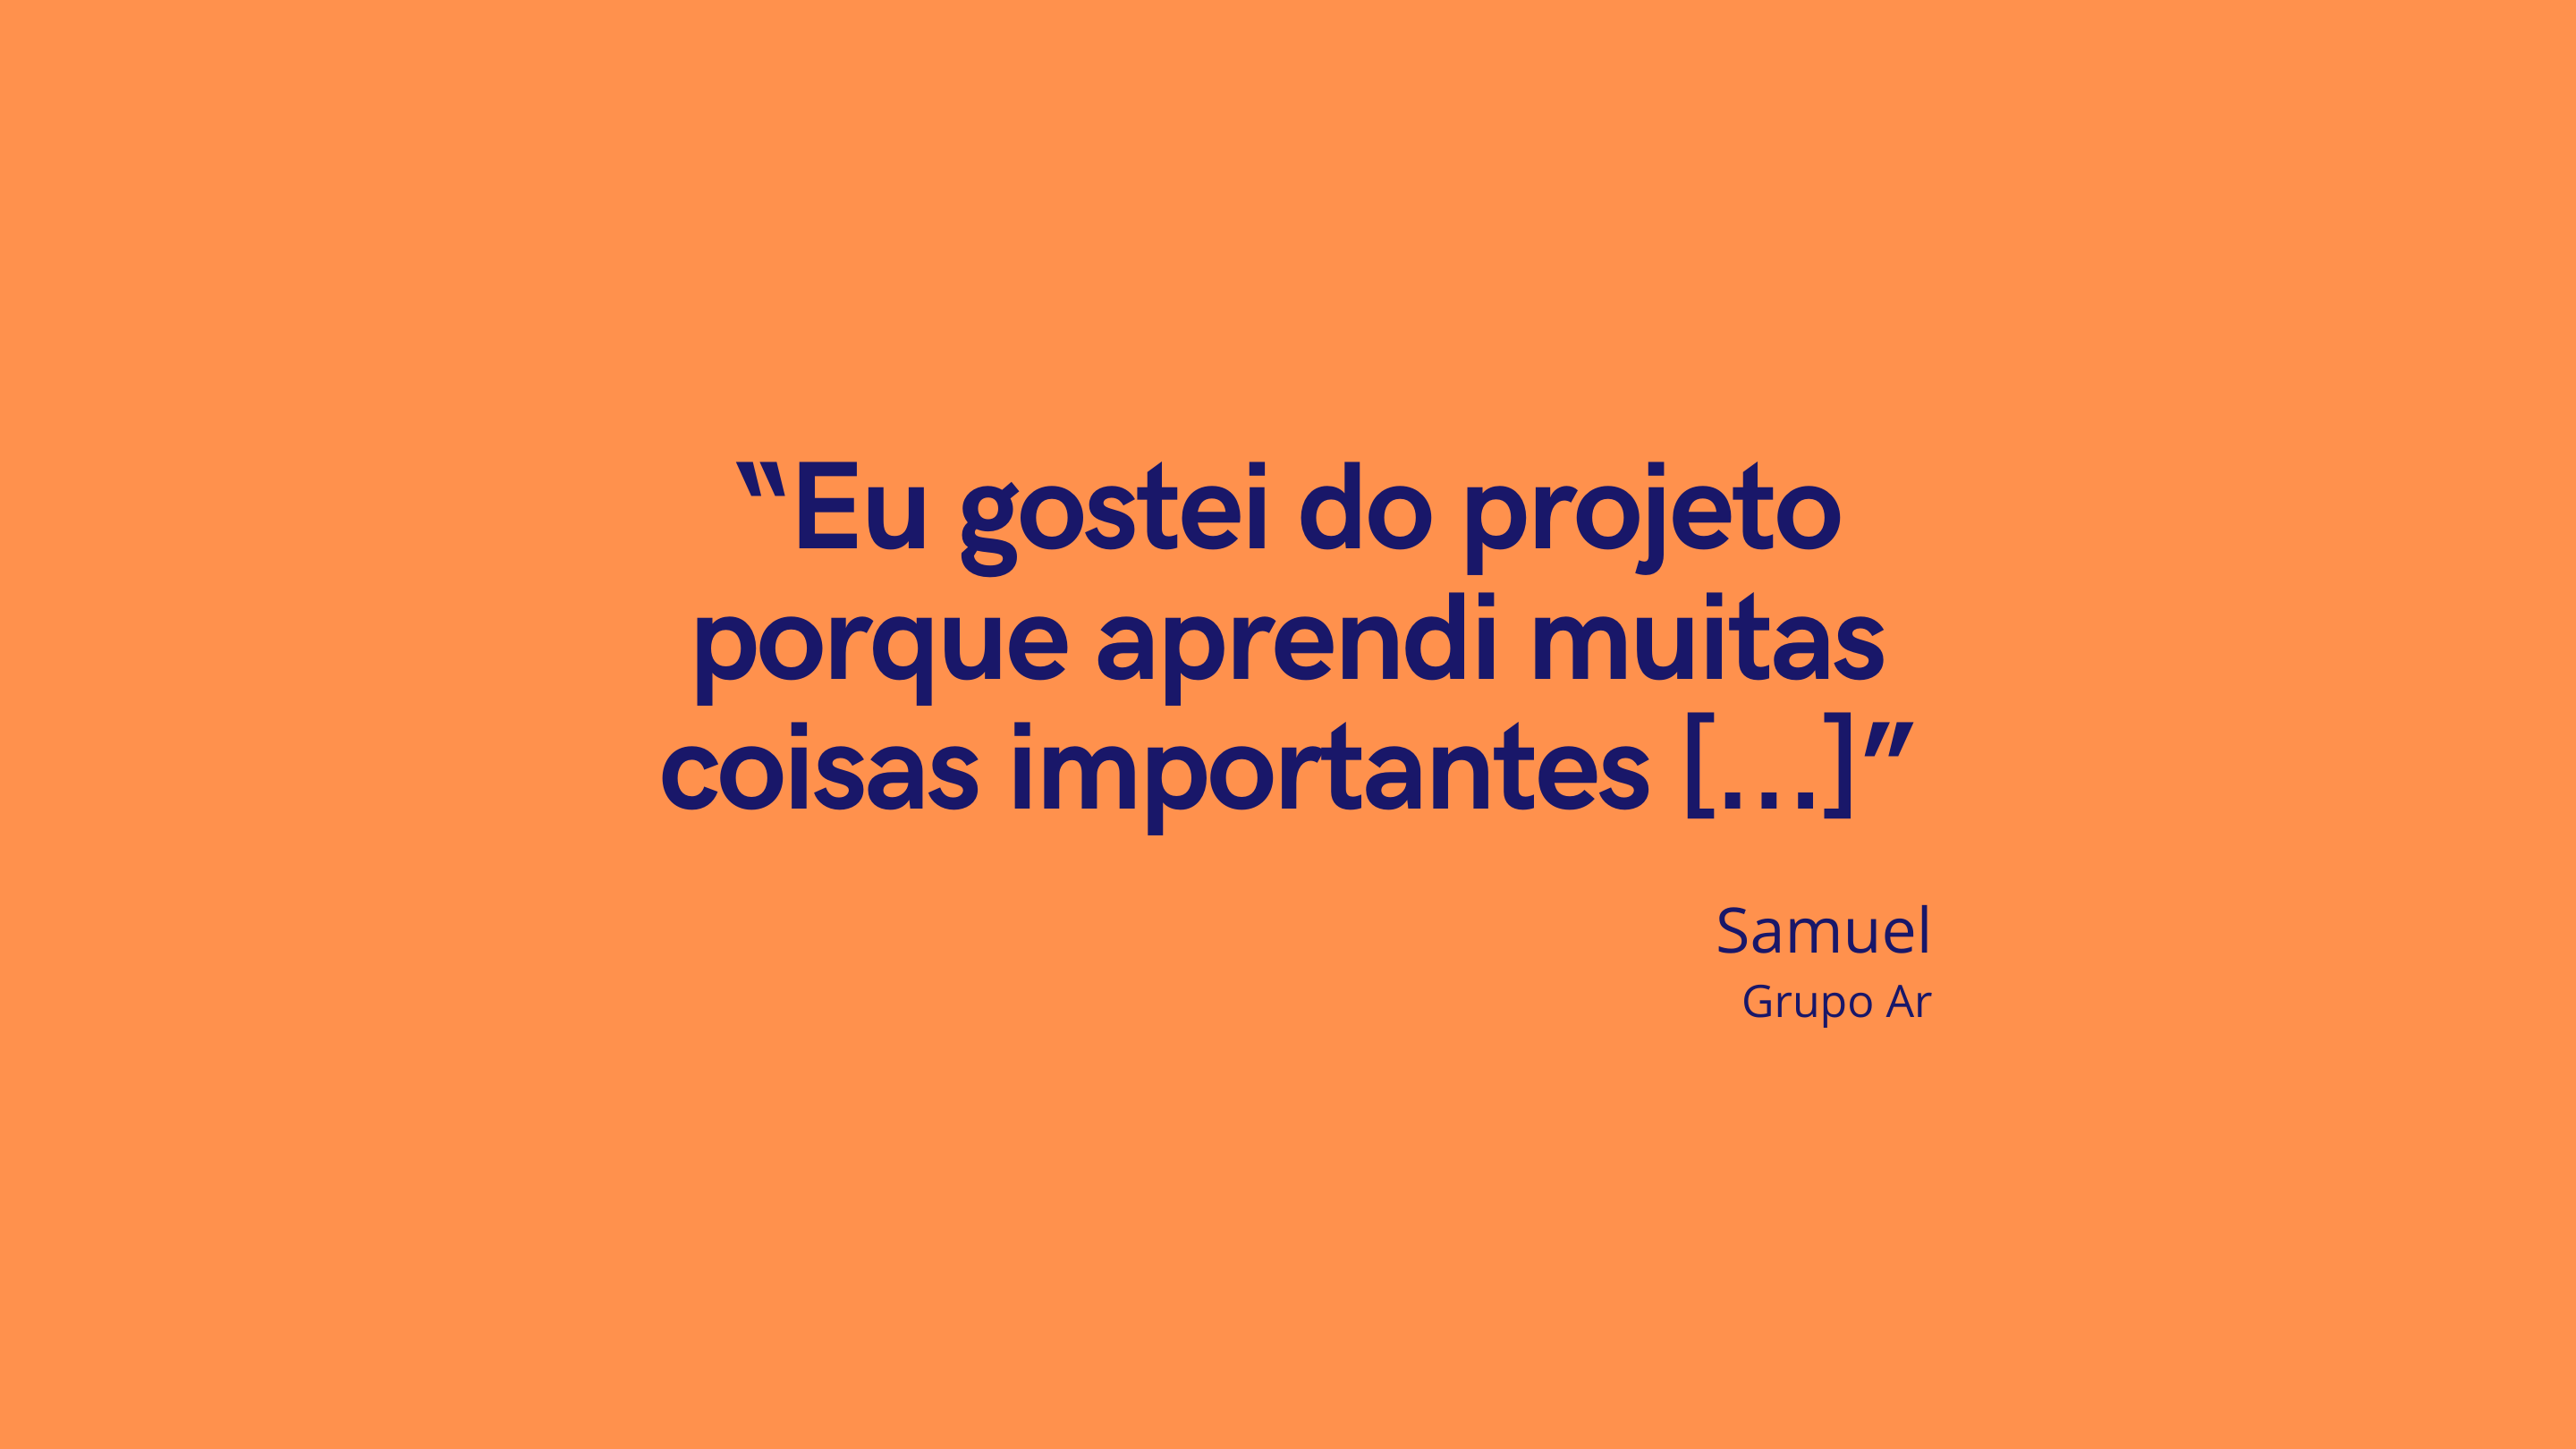 “Eu gostei do projeto
porque aprendi muitas
coisas importantes [...]”
Samuel
Grupo Ar